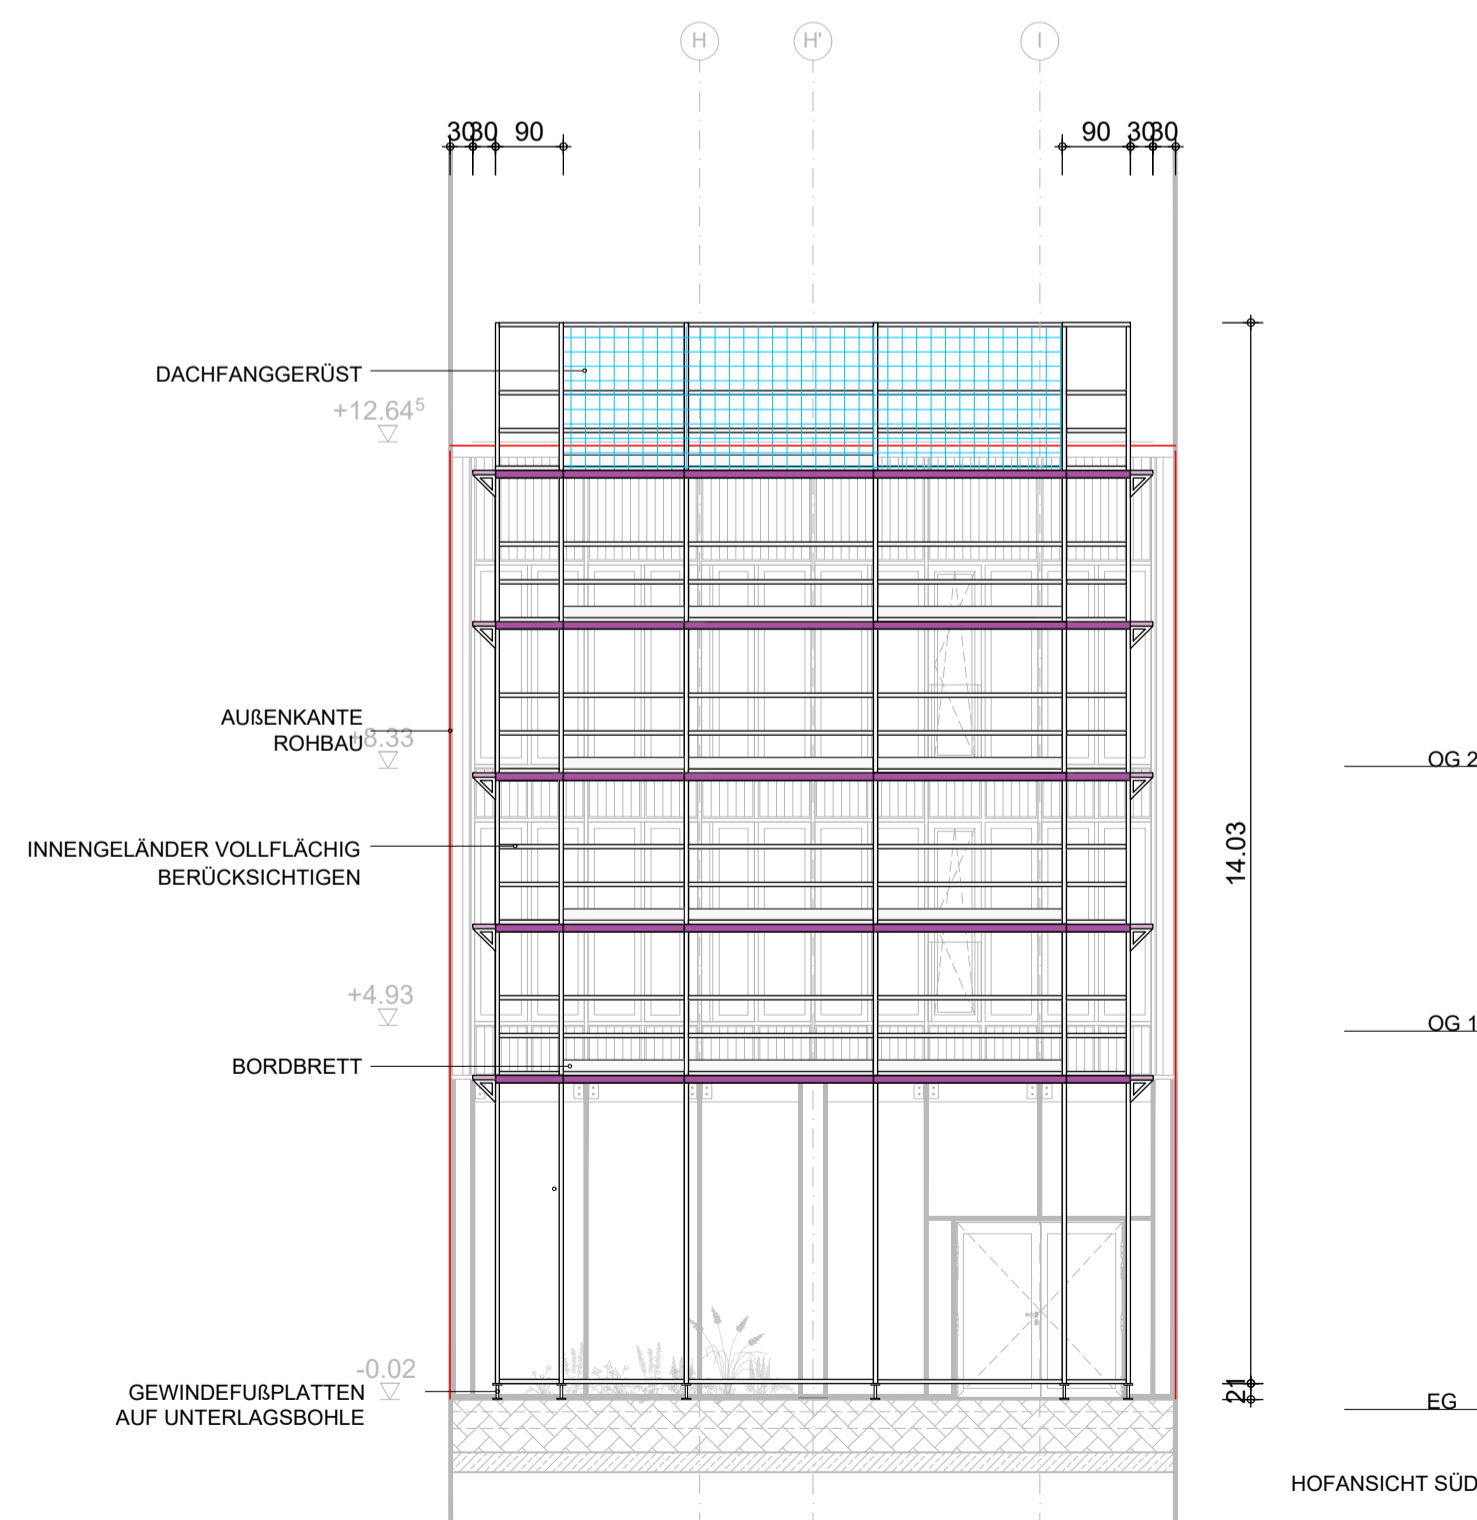 H
H'
I
30
30
90
90
30
30
DACHFANGGERÜST
+12.64⁵
AUßENKANTE
ROHBAU
+8.33
OG 2
14.03
INNENGELÄNDER VOLLFLÄCHIG
BERÜCKSICHTIGEN
+4.93
OG 1
BORDBRETT
-0.02
GEWINDEFUßPLATTEN
AUF UNTERLAGSBOHLE
21
EG
HOFANSICHT SÜD